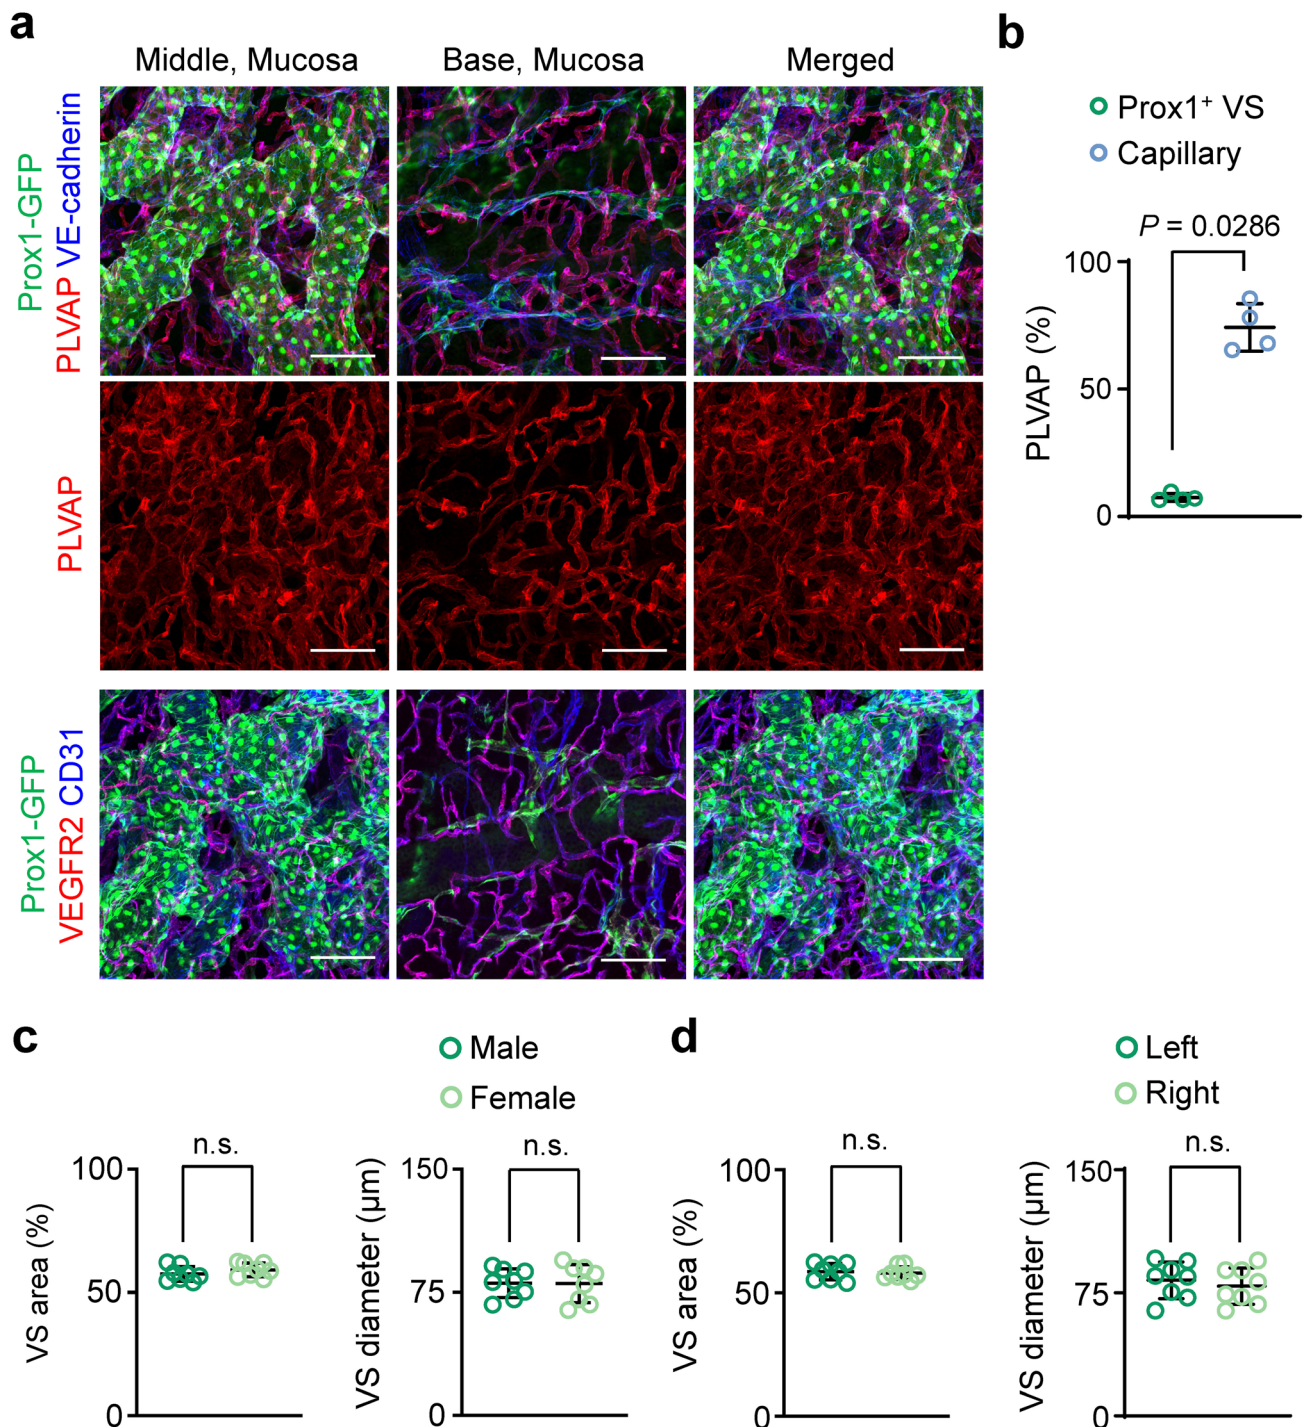 a
Middle, Mucosa
Base, Mucosa
Merged
Prox1-GFP
PLVAP VE-cadherin
PLVAP
Prox1-GFP
VEGFR2 CD31
b
Prox1⁺ VS
Capillary
P = 0.0286
PLVAP (%)
100
50
0
c
Male
Female
n.s.
VS area (%)
100
50
0
n.s.
VS diameter (µm)
150
75
0
d
Left
Right
n.s.
VS area (%)
100
50
0
n.s.
VS diameter (µm)
150
75
0